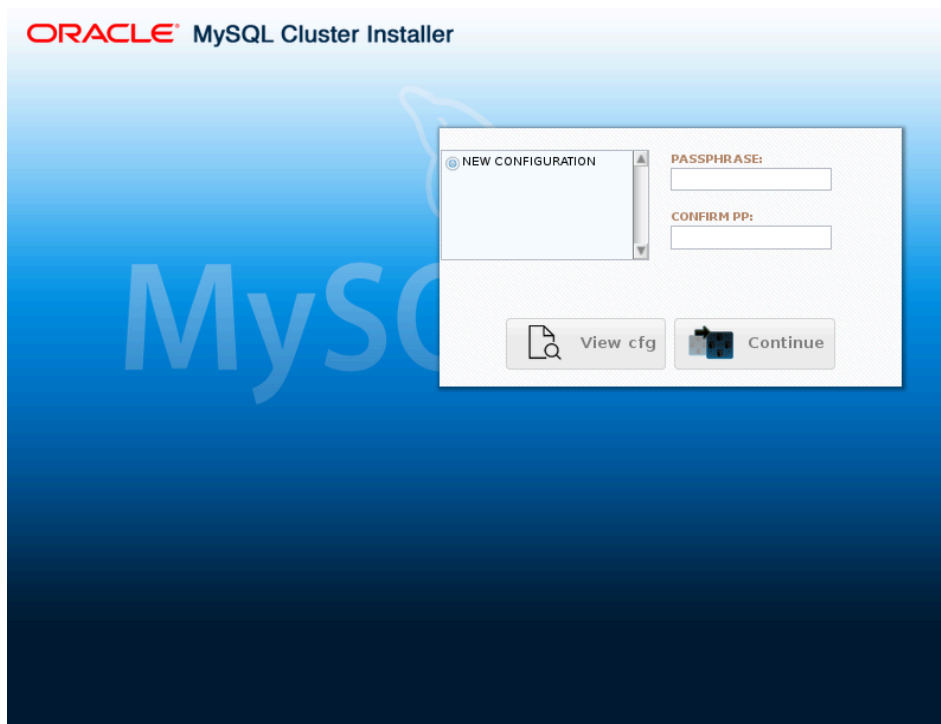 ORACLE® MySQL Cluster Installer
NEW CONFIGURATION
PASSPHRASE:
CONFIRM PP:
MySQ
View cfg
Continue